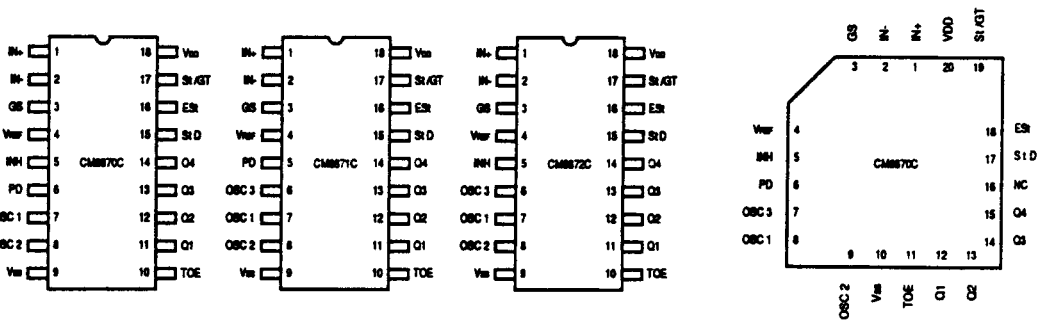 IN+ 1 18 VDD
IN- 2 17 St/GT
GS 3 16 ESt
VREF 4 15 StD
INH 5 CM8870C 14 Q4
PD 6 13 Q3
OSC 1 7 12 Q2
OSC 2 8 11 Q1
VSS 9 10 TOE
IN+ 1 18 VDD
IN- 2 17 St/GT
GS 3 16 ESt
VREF 4 15 StD
PD 5 CM8871C 14 Q4
OSC 3 6 13 Q3
OSC 1 7 12 Q2
OSC 2 8 11 Q1
VSS 9 10 TOE
IN+ 1 18 VDD
IN- 2 17 St/GT
GS 3 16 ESt
VREF 4 15 StD
INH 5 CM8872C 14 Q4
OSC 3 6 13 Q3
OSC 1 7 12 Q2
OSC 2 8 11 Q1
VSS 9 10 TOE
GS IN- IN+ VDD St/GT
3 2 1 20 19
VREF 4 18 ESt
INH 5 CM8870C 17 StD
PD 6 16 NC
OSC 3 7 15 Q4
OSC 1 8 14 Q3
9 10 11 12 13
OSC 2 VSS TOE Q1 Q2